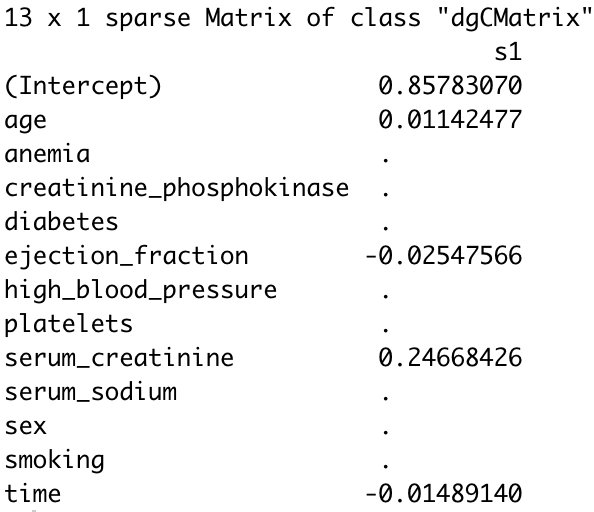 13 x 1 sparse Matrix of class "dgCMatrix"
s1
(Intercept) 0.85783070
age 0.01142477
anemia .
creatinine_phosphokinase .
diabetes .
ejection_fraction -0.02547566
high_blood_pressure .
platelets .
serum_creatinine 0.24668426
serum_sodium .
sex .
smoking .
time -0.01489140